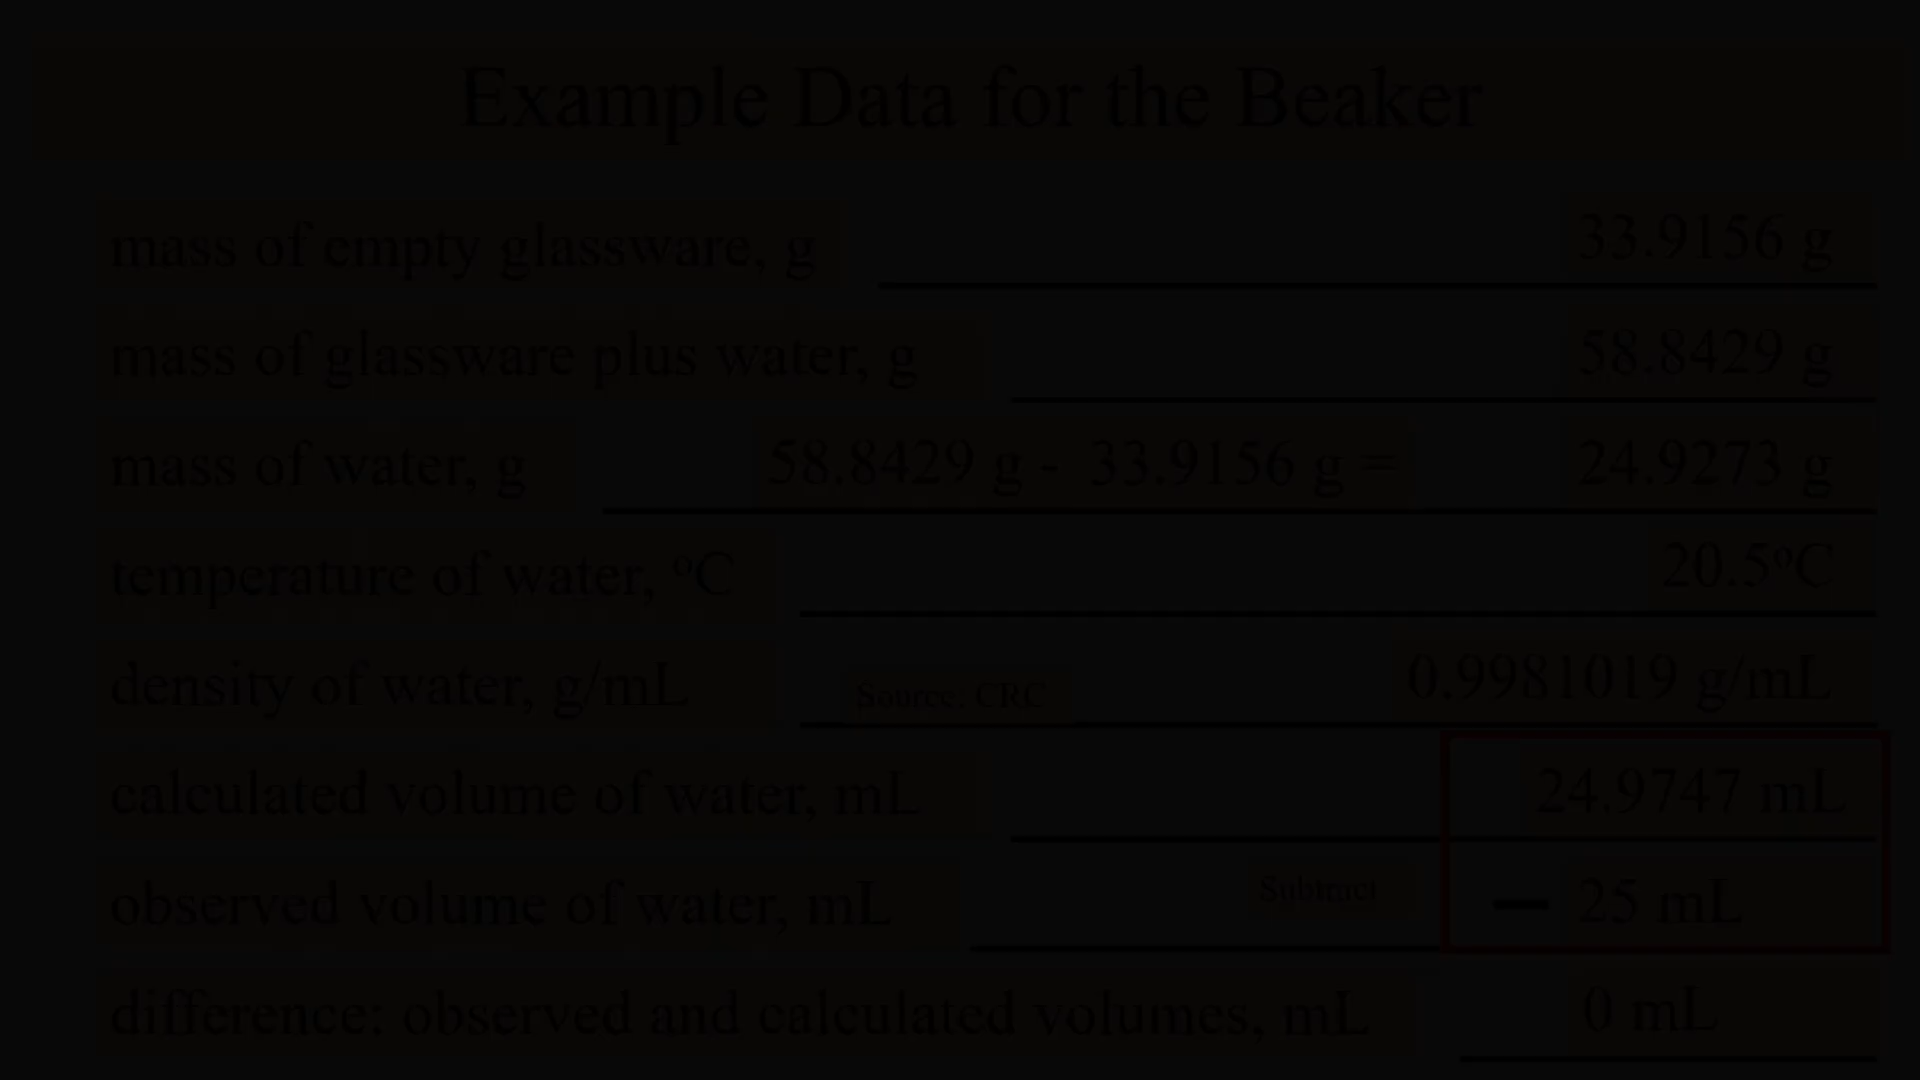 Example Data for the Beaker
mass of empty glassware, g 33.9156 g
mass of glassware plus water, g 58.8429 g
mass of water, g 58.8429 g - 33.9156 g = 24.9273 g
temperature of water, ºC 20.5ºC
density of water, g/mL Source: CRC 0.9981019 g/mL
calculated volume of water, mL 24.9747 mL
observed volume of water, mL Subtract — 25 mL
difference: observed and calculated volumes, mL 0 mL